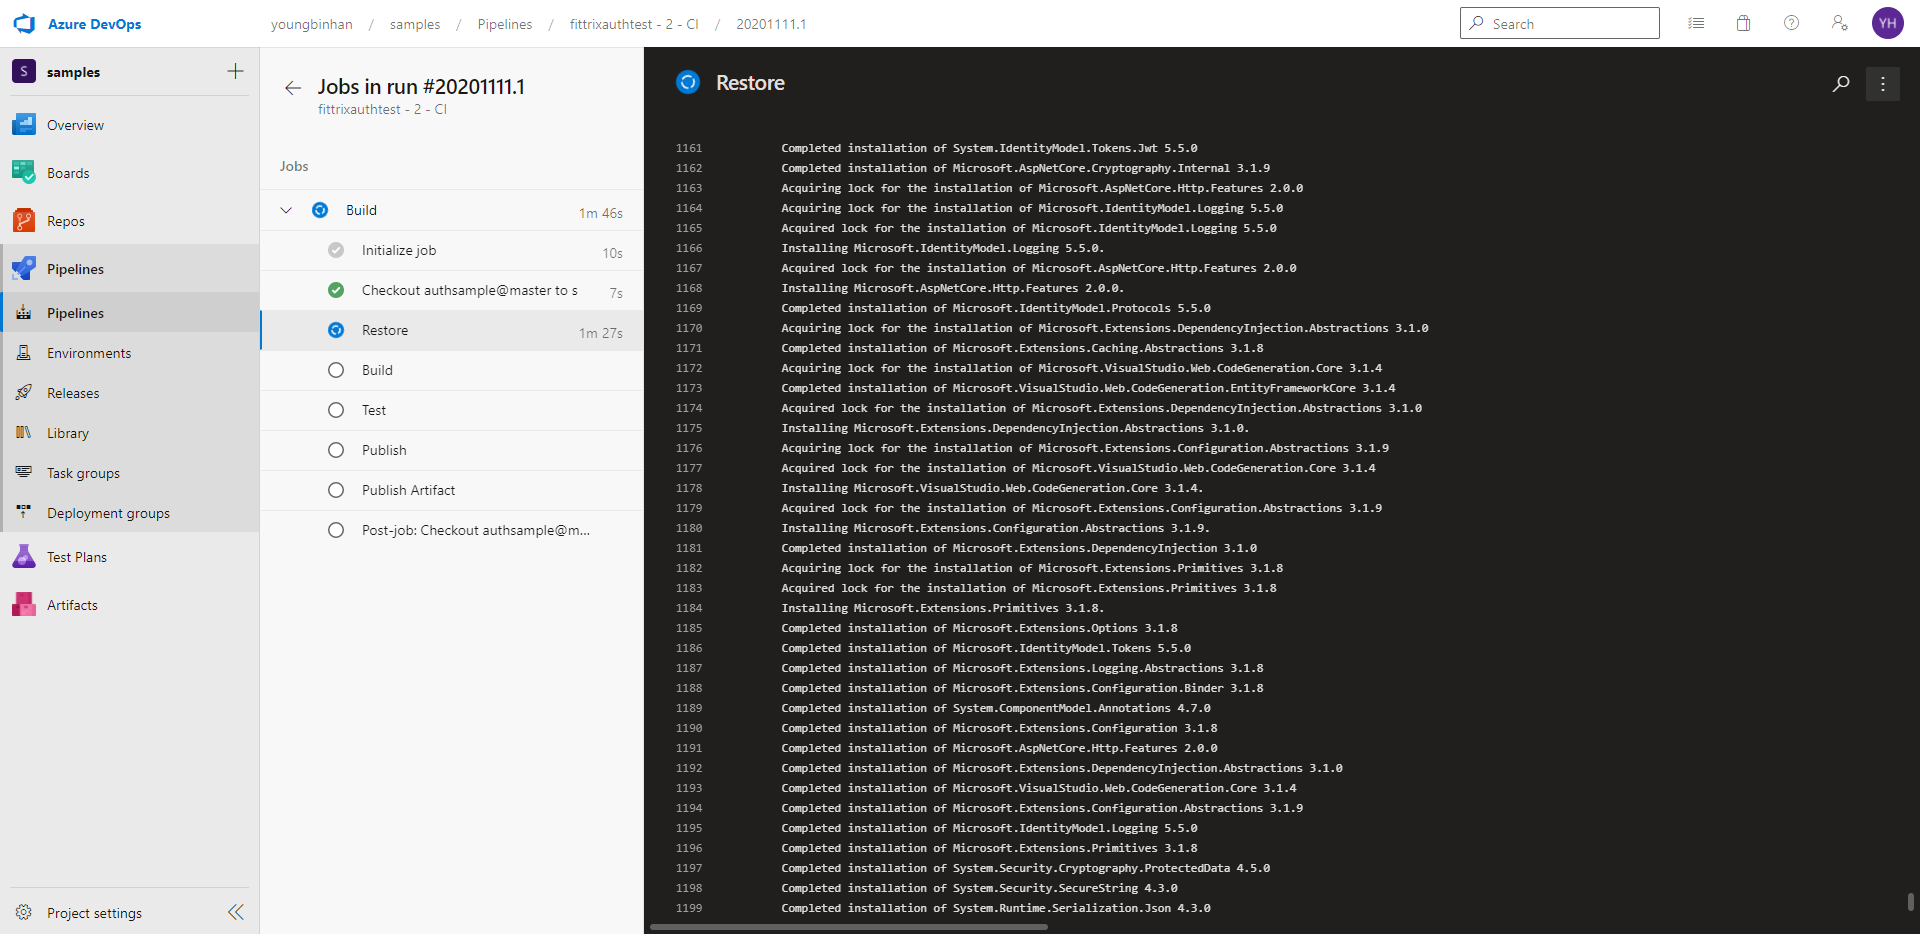 Azure DevOps
youngbinhan / samples / Pipelines / fittrixauthtest - 2 - CI / 20201111.1
Search
YH
S samples
Overview
Boards
Repos
Pipelines
Pipelines
Environments
Releases
Library
Task groups
Deployment groups
Test Plans
Artifacts
Project settings
Jobs in run #20201111.1
fittrixauthtest - 2 - CI
Jobs
Build 1m 46s
Initialize job 10s
Checkout authsample@master to s 7s
Restore 1m 27s
Build
Test
Publish
Publish Artifact
Post-job: Checkout authsample@m...
Restore
1161 Completed installation of System.IdentityModel.Tokens.Jwt 5.5.0
1162 Completed installation of Microsoft.AspNetCore.Cryptography.Internal 3.1.9
1163 Acquiring lock for the installation of Microsoft.AspNetCore.Http.Features 2.0.0
1164 Acquiring lock for the installation of Microsoft.IdentityModel.Logging 5.5.0
1165 Acquired lock for the installation of Microsoft.IdentityModel.Logging 5.5.0
1166 Installing Microsoft.IdentityModel.Logging 5.5.0.
1167 Acquired lock for the installation of Microsoft.AspNetCore.Http.Features 2.0.0
1168 Installing Microsoft.AspNetCore.Http.Features 2.0.0.
1169 Completed installation of Microsoft.IdentityModel.Protocols 5.5.0
1170 Acquiring lock for the installation of Microsoft.Extensions.DependencyInjection.Abstractions 3.1.0
1171 Completed installation of Microsoft.Extensions.Caching.Abstractions 3.1.8
1172 Acquiring lock for the installation of Microsoft.VisualStudio.Web.CodeGeneration.Core 3.1.4
1173 Completed installation of Microsoft.VisualStudio.Web.CodeGeneration.EntityFrameworkCore 3.1.4
1174 Acquired lock for the installation of Microsoft.Extensions.DependencyInjection.Abstractions 3.1.0
1175 Installing Microsoft.Extensions.DependencyInjection.Abstractions 3.1.0.
1176 Acquiring lock for the installation of Microsoft.Extensions.Configuration.Abstractions 3.1.9
1177 Acquired lock for the installation of Microsoft.VisualStudio.Web.CodeGeneration.Core 3.1.4
1178 Installing Microsoft.VisualStudio.Web.CodeGeneration.Core 3.1.4.
1179 Acquired lock for the installation of Microsoft.Extensions.Configuration.Abstractions 3.1.9
1180 Installing Microsoft.Extensions.Configuration.Abstractions 3.1.9.
1181 Completed installation of Microsoft.Extensions.DependencyInjection 3.1.0
1182 Acquiring lock for the installation of Microsoft.Extensions.Primitives 3.1.8
1183 Acquired lock for the installation of Microsoft.Extensions.Primitives 3.1.8
1184 Installing Microsoft.Extensions.Primitives 3.1.8.
1185 Completed installation of Microsoft.Extensions.Options 3.1.8
1186 Completed installation of Microsoft.IdentityModel.Tokens 5.5.0
1187 Completed installation of Microsoft.Extensions.Logging.Abstractions 3.1.8
1188 Completed installation of Microsoft.Extensions.Configuration.Binder 3.1.8
1189 Completed installation of System.ComponentModel.Annotations 4.7.0
1190 Completed installation of Microsoft.Extensions.Configuration 3.1.8
1191 Completed installation of Microsoft.AspNetCore.Http.Features 2.0.0
1192 Completed installation of Microsoft.Extensions.DependencyInjection.Abstractions 3.1.0
1193 Completed installation of Microsoft.VisualStudio.Web.CodeGeneration.Core 3.1.4
1194 Completed installation of Microsoft.Extensions.Configuration.Abstractions 3.1.9
1195 Completed installation of Microsoft.IdentityModel.Logging 5.5.0
1196 Completed installation of Microsoft.Extensions.Primitives 3.1.8
1197 Completed installation of System.Security.Cryptography.ProtectedData 4.5.0
1198 Completed installation of System.Security.SecureString 4.3.0
1199 Completed installation of System.Runtime.Serialization.Json 4.3.0